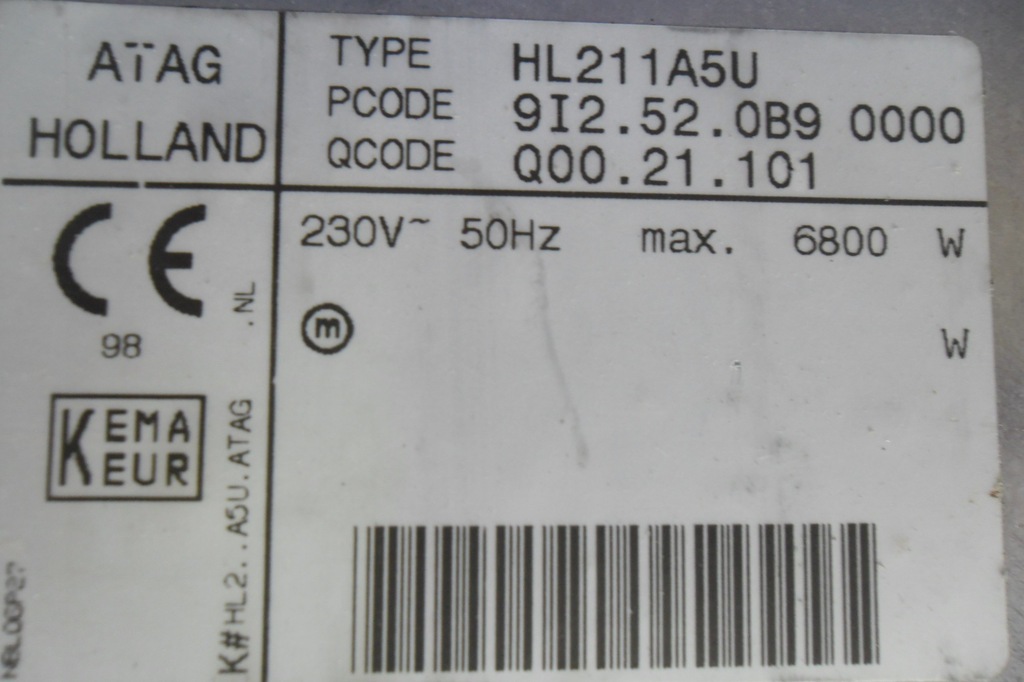 ATAG
HOLLAND
TYPE HL211A5U
PCODE 9I2.52.0B9 0000
QCODE Q00.21.101
CE
98
KEMA
KEUR
K#HL2..A5U.ATAG .NL
230V~ 50Hz max. 6800 W
m
W